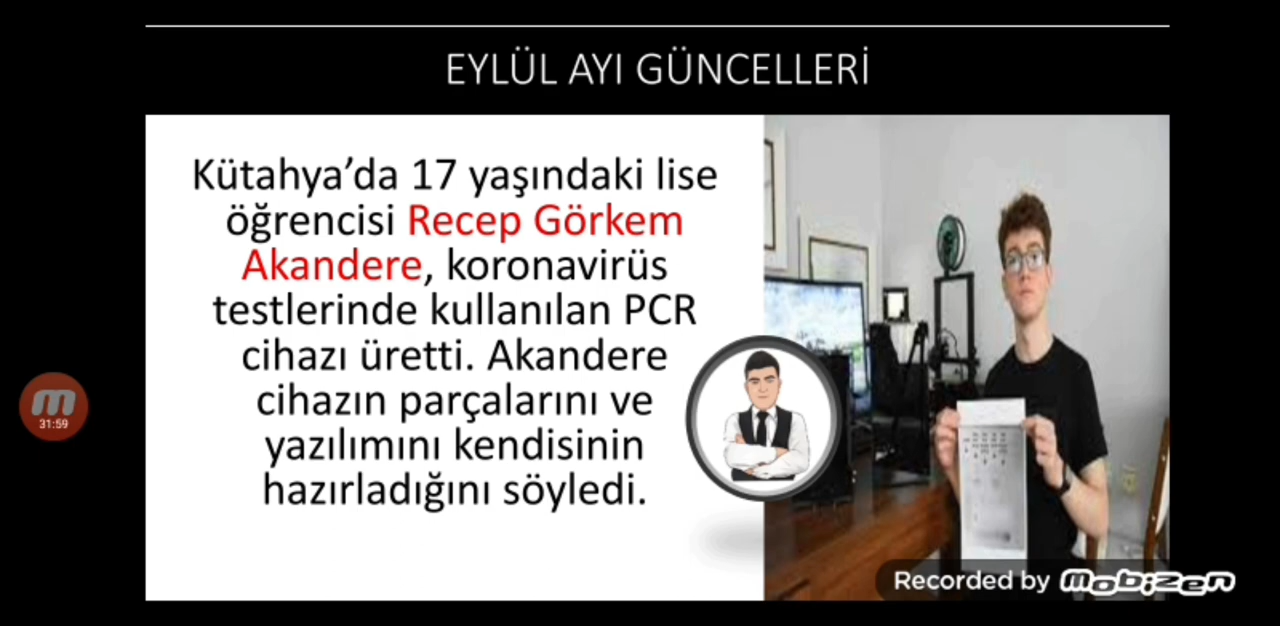 EYLÜL AYI GÜNCELLERİ
Kütahya’da 17 yaşındaki lise
öğrencisi Recep Görkem
Akandere, koronavirüs
testlerinde kullanılan PCR
cihazı üretti. Akandere
cihazın parçalarını ve
yazılımını kendisinin
hazırladığını söyledi.
31:59
Recorded by Mobizen